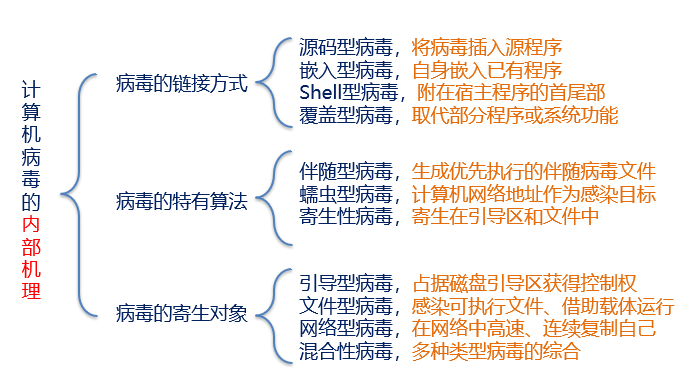 计算机病毒的内部机理
病毒的链接方式
源码型病毒，将病毒插入源程序
嵌入型病毒，自身嵌入已有程序
Shell型病毒，附在宿主程序的首尾部
覆盖型病毒，取代部分程序或系统功能
病毒的特有算法
伴随型病毒，生成优先执行的伴随病毒文件
蠕虫型病毒，计算机网络地址作为感染目标
寄生性病毒，寄生在引导区和文件中
病毒的寄生对象
引导型病毒，占据磁盘引导区获得控制权
文件型病毒，感染可执行文件、借助载体运行
网络型病毒，在网络中高速、连续复制自己
混合性病毒，多种类型病毒的综合